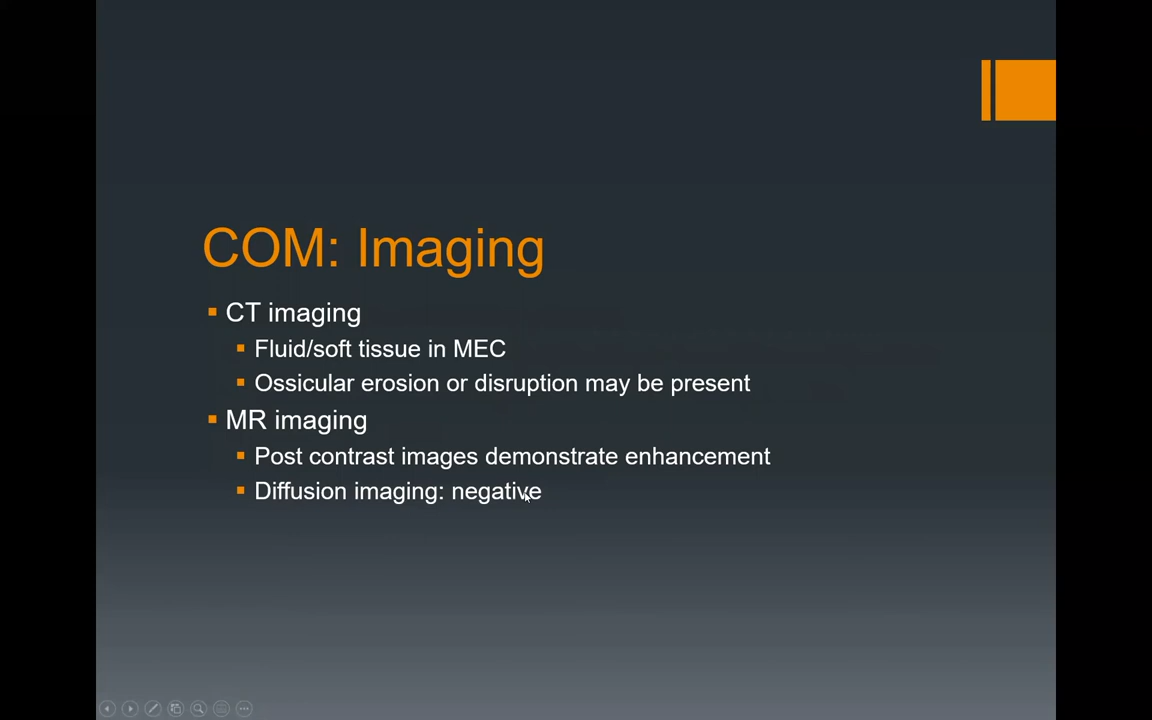 COM: Imaging
CT imaging
Fluid/soft tissue in MEC
Ossicular erosion or disruption may be present
MR imaging
Post contrast images demonstrate enhancement
Diffusion imaging: negative